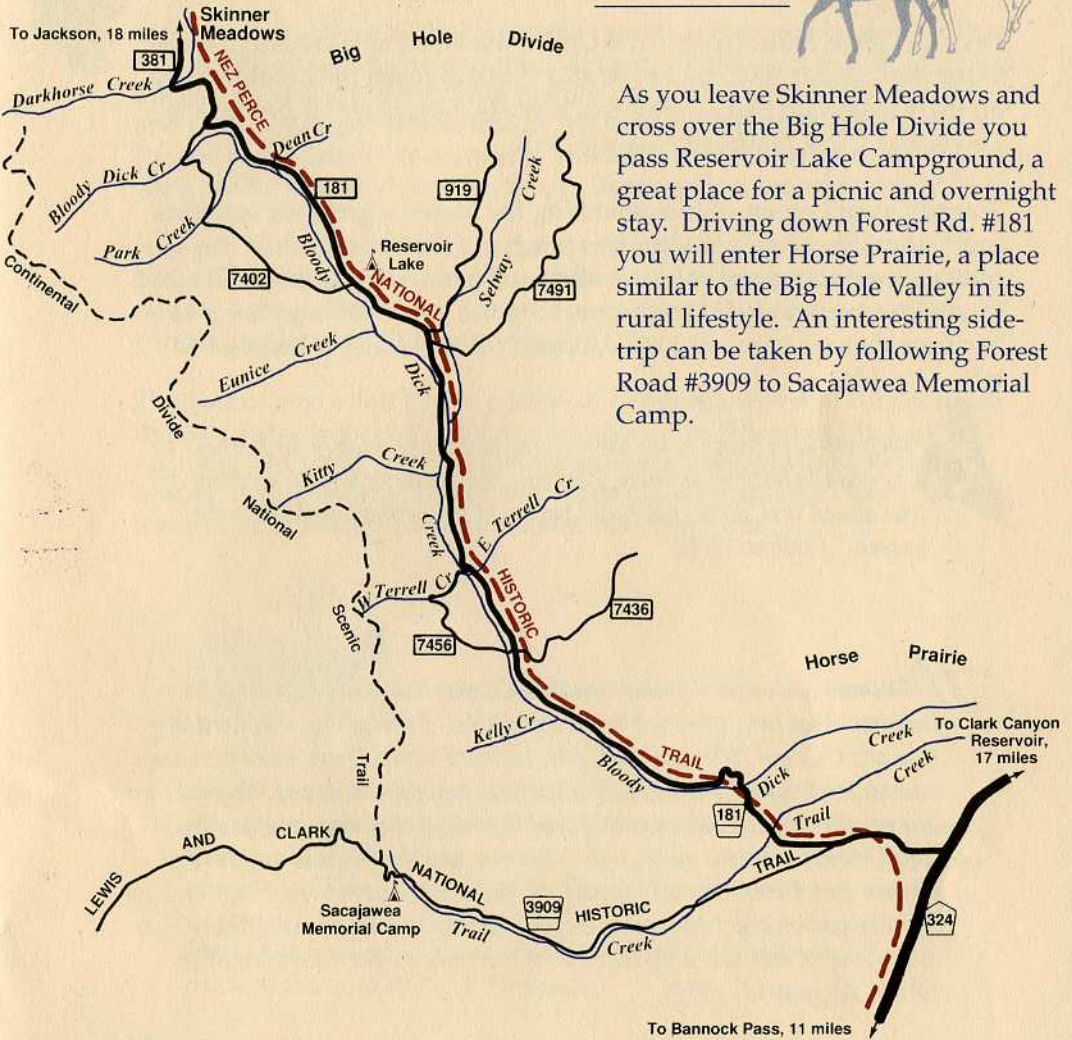 Skinner
Meadows
To Jackson, 18 miles
381
Big Hole Divide
NEZ PERCE
Darkhorse Creek
Dean Cr
Bloody Dick Cr
181
919
Selway Creek
Park Creek
Bloody
Reservoir
Lake
7402
NATIONAL
7491
Continental
Eunice Creek
Dick
Divide
Kitty Creek
National
Creek
E Terrell Cr
W Terrell Cr
HISTORIC
Scenic
7436
7456
Horse Prairie
Kelly Cr
Creek
To Clark Canyon
Reservoir,
17 miles
Trail
TRAIL
Bloody
Dick
Creek
181
Trail
LEWIS AND CLARK
TRAIL
NATIONAL
Sacajawea
Memorial Camp
3909
HISTORIC
Trail
Creek
324
To Bannock Pass, 11 miles
As you leave Skinner Meadows and
cross over the Big Hole Divide you
pass Reservoir Lake Campground, a
great place for a picnic and overnight
stay. Driving down Forest Rd. #181
you will enter Horse Prairie, a place
similar to the Big Hole Valley in its
rural lifestyle. An interesting side-
trip can be taken by following Forest
Road #3909 to Sacajawea Memorial
Camp.